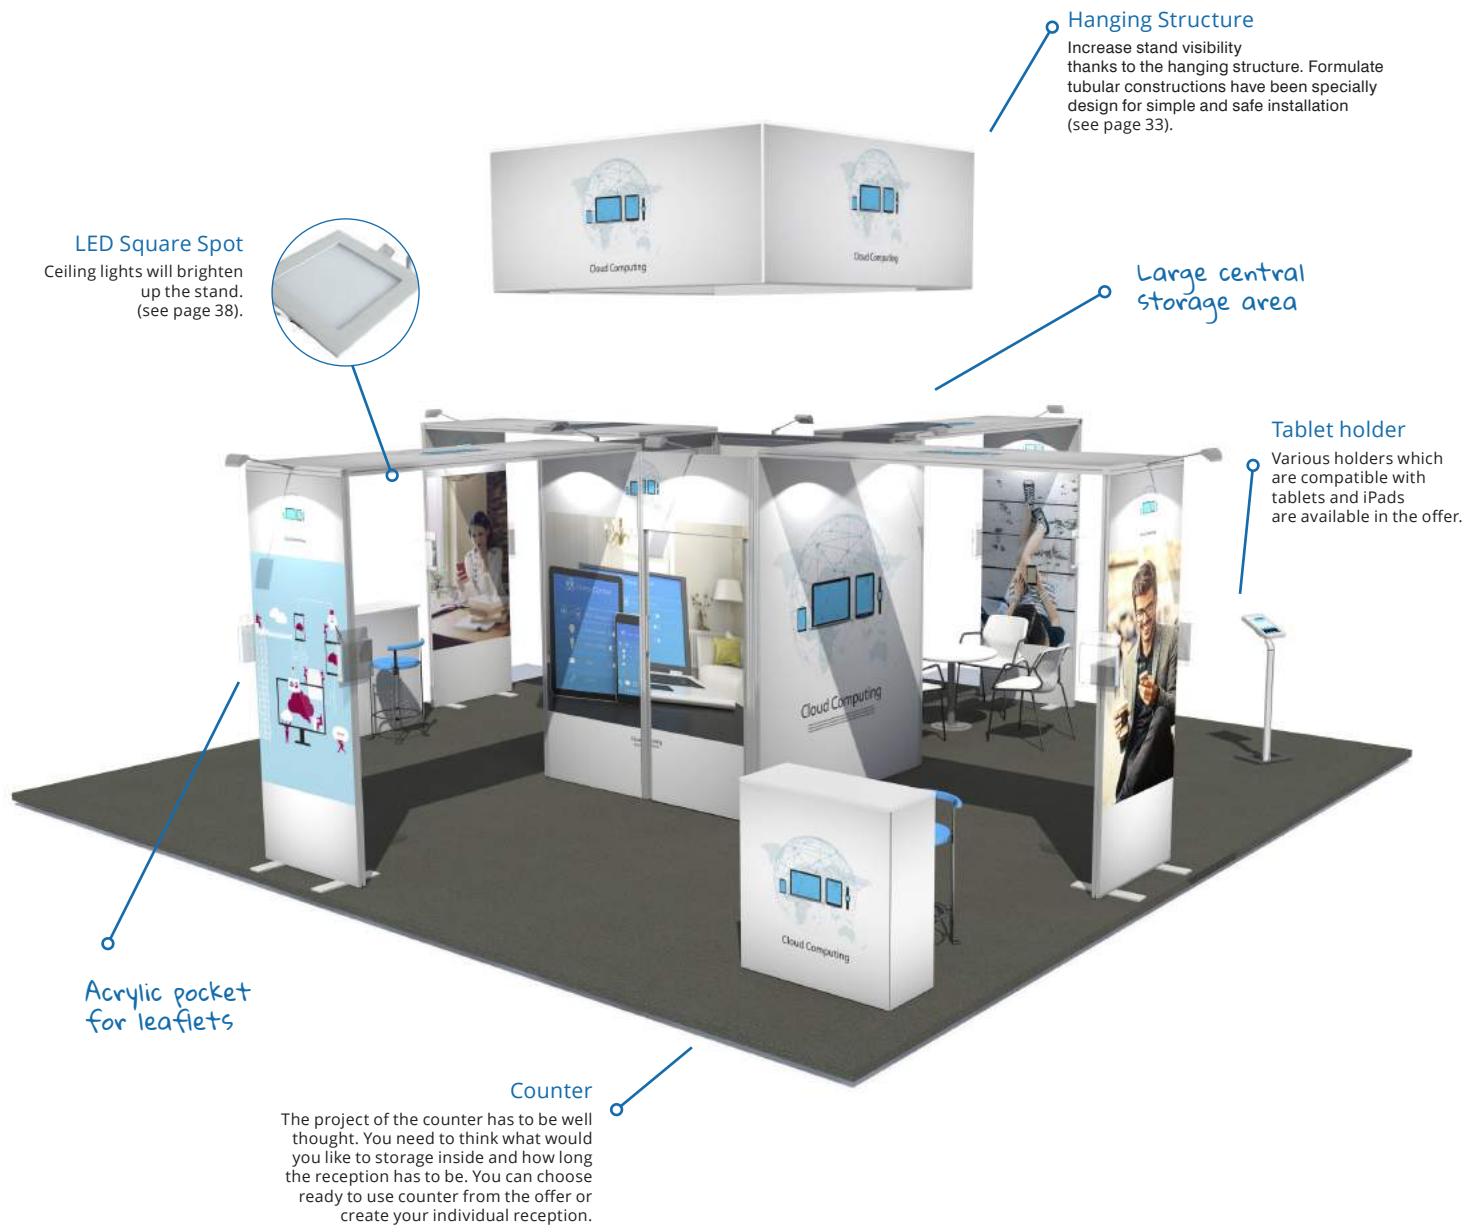 Hanging Structure
Increase stand visibility
thanks to the hanging structure. Formulate
tubular constructions have been specially
design for simple and safe installation
(see page 33).
Cloud Computing
Cloud Computing
LED Square Spot
Ceiling lights will brighten
up the stand.
(see page 38).
Large central
storage area
Tablet holder
Various holders which
are compatible with
tablets and iPads
are available in the offer.
Cloud Computing
Cloud Computing
Acrylic pocket
for leaflets
Counter
The project of the counter has to be well
thought. You need to think what would
you like to storage inside and how long
the reception has to be. You can choose
ready to use counter from the offer or
create your individual reception.